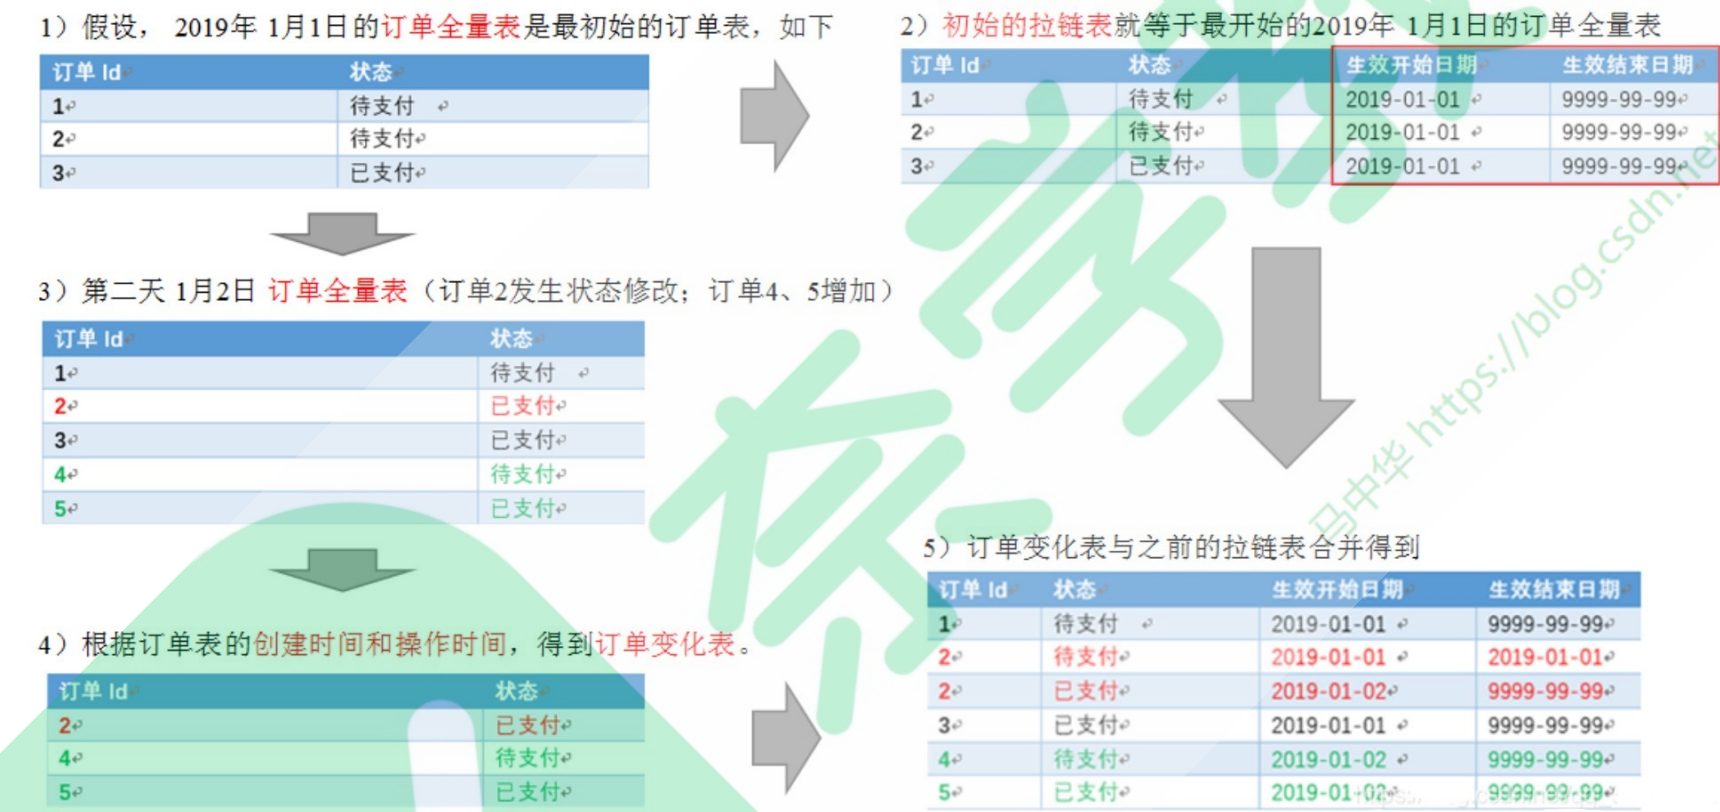 1）假设， 2019年 1月1日的订单全量表是最初始的订单表，如下
订单 Id 状态
1 待支付
2 待支付
3 已支付
2）初始的拉链表就等于最开始的2019年 1月1日的订单全量表
订单 Id 状态 生效开始日期 生效结束日期
1 待支付 2019-01-01 9999-99-99
2 待支付 2019-01-01 9999-99-99
3 已支付 2019-01-01 9999-99-99
3）第二天 1月2日 订单全量表（订单2发生状态修改；订单4、5增加）
订单 Id 状态
1 待支付
2 已支付
3 已支付
4 待支付
5 已支付
4）根据订单表的创建时间和操作时间，得到订单变化表。
订单 Id 状态
2 已支付
4 待支付
5 已支付
5）订单变化表与之前的拉链表合并得到
订单 Id 状态 生效开始日期 生效结束日期
1 待支付 2019-01-01 9999-99-99
2 待支付 2019-01-01 2019-01-01
2 已支付 2019-01-02 9999-99-99
3 已支付 2019-01-01 9999-99-99
4 待支付 2019-01-02 9999-99-99
5 已支付 2019-01-02 9999-99-99
马中华 https://blog.csdn.net